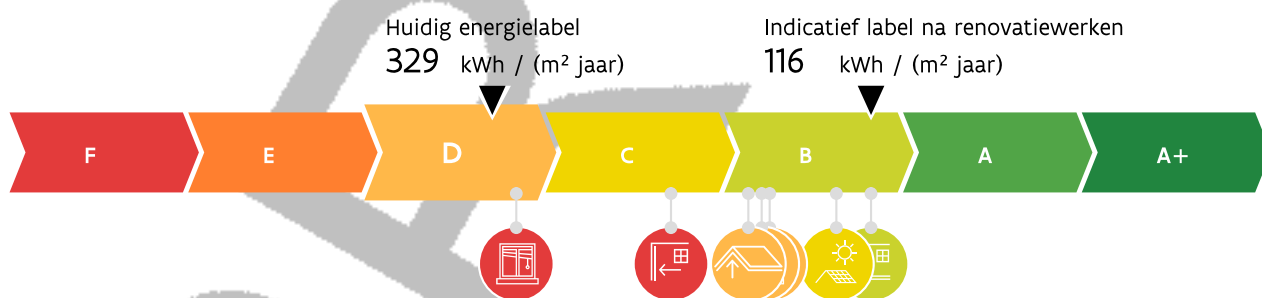 Huidig energielabel
329 kWh / (m² jaar)
Indicatief label na renovatiewerken
116 kWh / (m² jaar)
F E D C B A A+